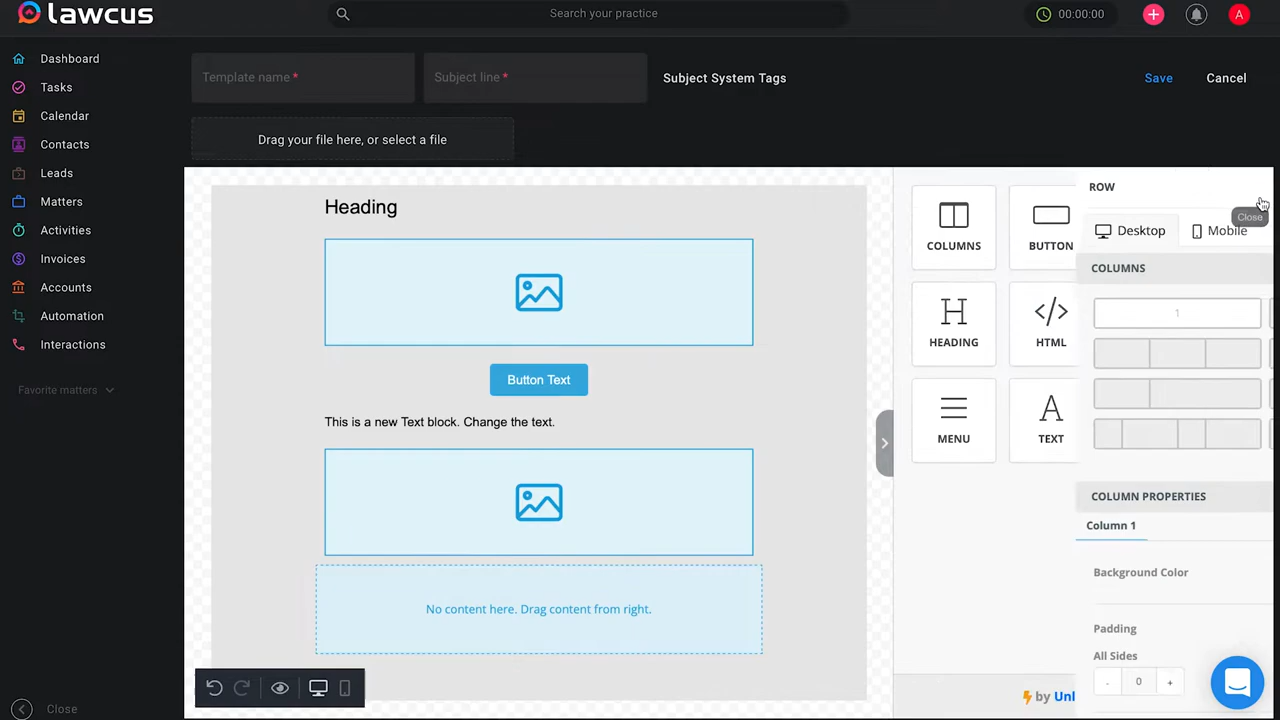 lawcus
Search your practice
00:00:00
A
Dashboard
Tasks
Calendar
Contacts
Leads
Matters
Activities
Invoices
Accounts
Automation
Interactions
Favorite matters
Close
Template name *
Subject line *
Subject System Tags
Save
Cancel
Drag your file here, or select a file
Heading
Button Text
This is a new Text block. Change the text.
No content here. Drag content from right.
COLUMNS
BUTTON
HEADING
HTML
MENU
TEXT
by Unl
ROW
Close
Desktop
Mobile
COLUMNS
1
COLUMN PROPERTIES
Column 1
Background Color
Padding
All Sides
- 0 +